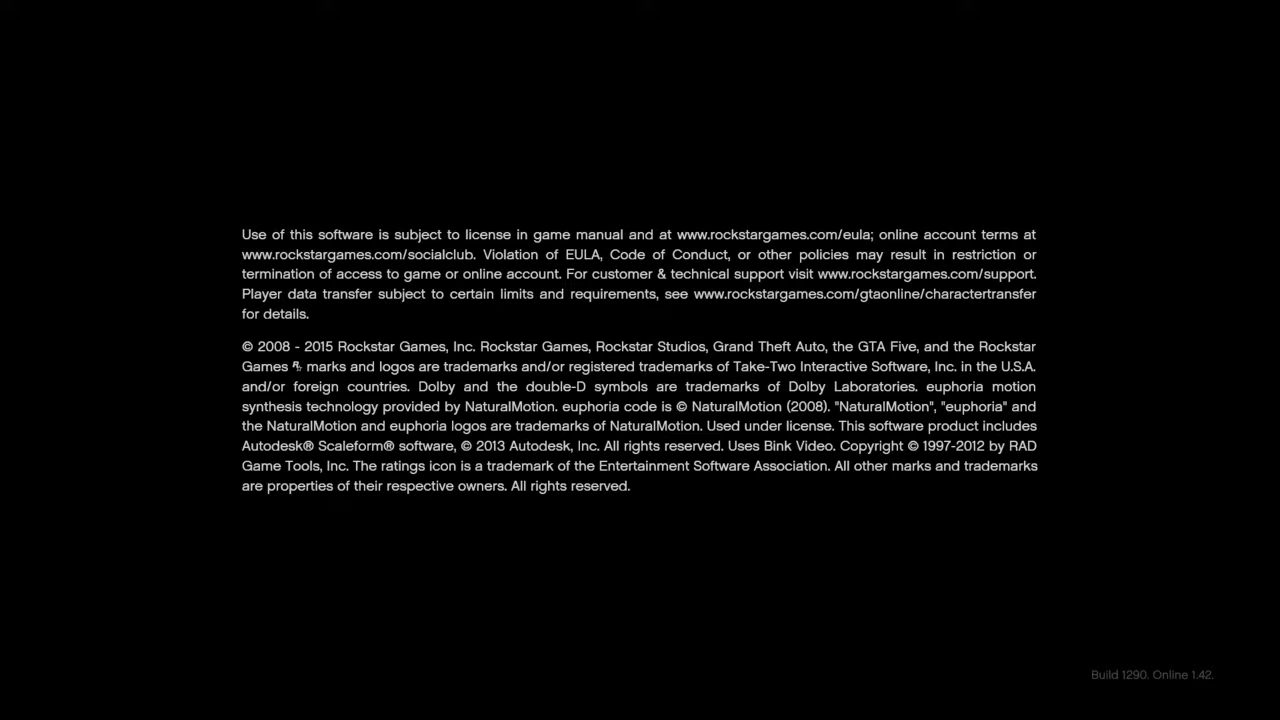 Use of this software is subject to license in game manual and at www.rockstargames.com/eula; online account terms at
www.rockstargames.com/socialclub. Violation of EULA, Code of Conduct, or other policies may result in restriction or
termination of access to game or online account. For customer & technical support visit www.rockstargames.com/support.
Player data transfer subject to certain limits and requirements, see www.rockstargames.com/gtaonline/charactertransfer
for details.
© 2008 - 2015 Rockstar Games, Inc. Rockstar Games, Rockstar Studios, Grand Theft Auto, the GTA Five, and the Rockstar
Games R* marks and logos are trademarks and/or registered trademarks of Take-Two Interactive Software, Inc. in the U.S.A.
and/or foreign countries. Dolby and the double-D symbols are trademarks of Dolby Laboratories. euphoria motion
synthesis technology provided by NaturalMotion. euphoria code is © NaturalMotion (2008). "NaturalMotion", "euphoria" and
the NaturalMotion and euphoria logos are trademarks of NaturalMotion. Used under license. This software product includes
Autodesk® Scaleform® software, © 2013 Autodesk, Inc. All rights reserved. Uses Bink Video. Copyright © 1997-2012 by RAD
Game Tools, Inc. The ratings icon is a trademark of the Entertainment Software Association. All other marks and trademarks
are properties of their respective owners. All rights reserved.
Build 1290. Online 1.42.